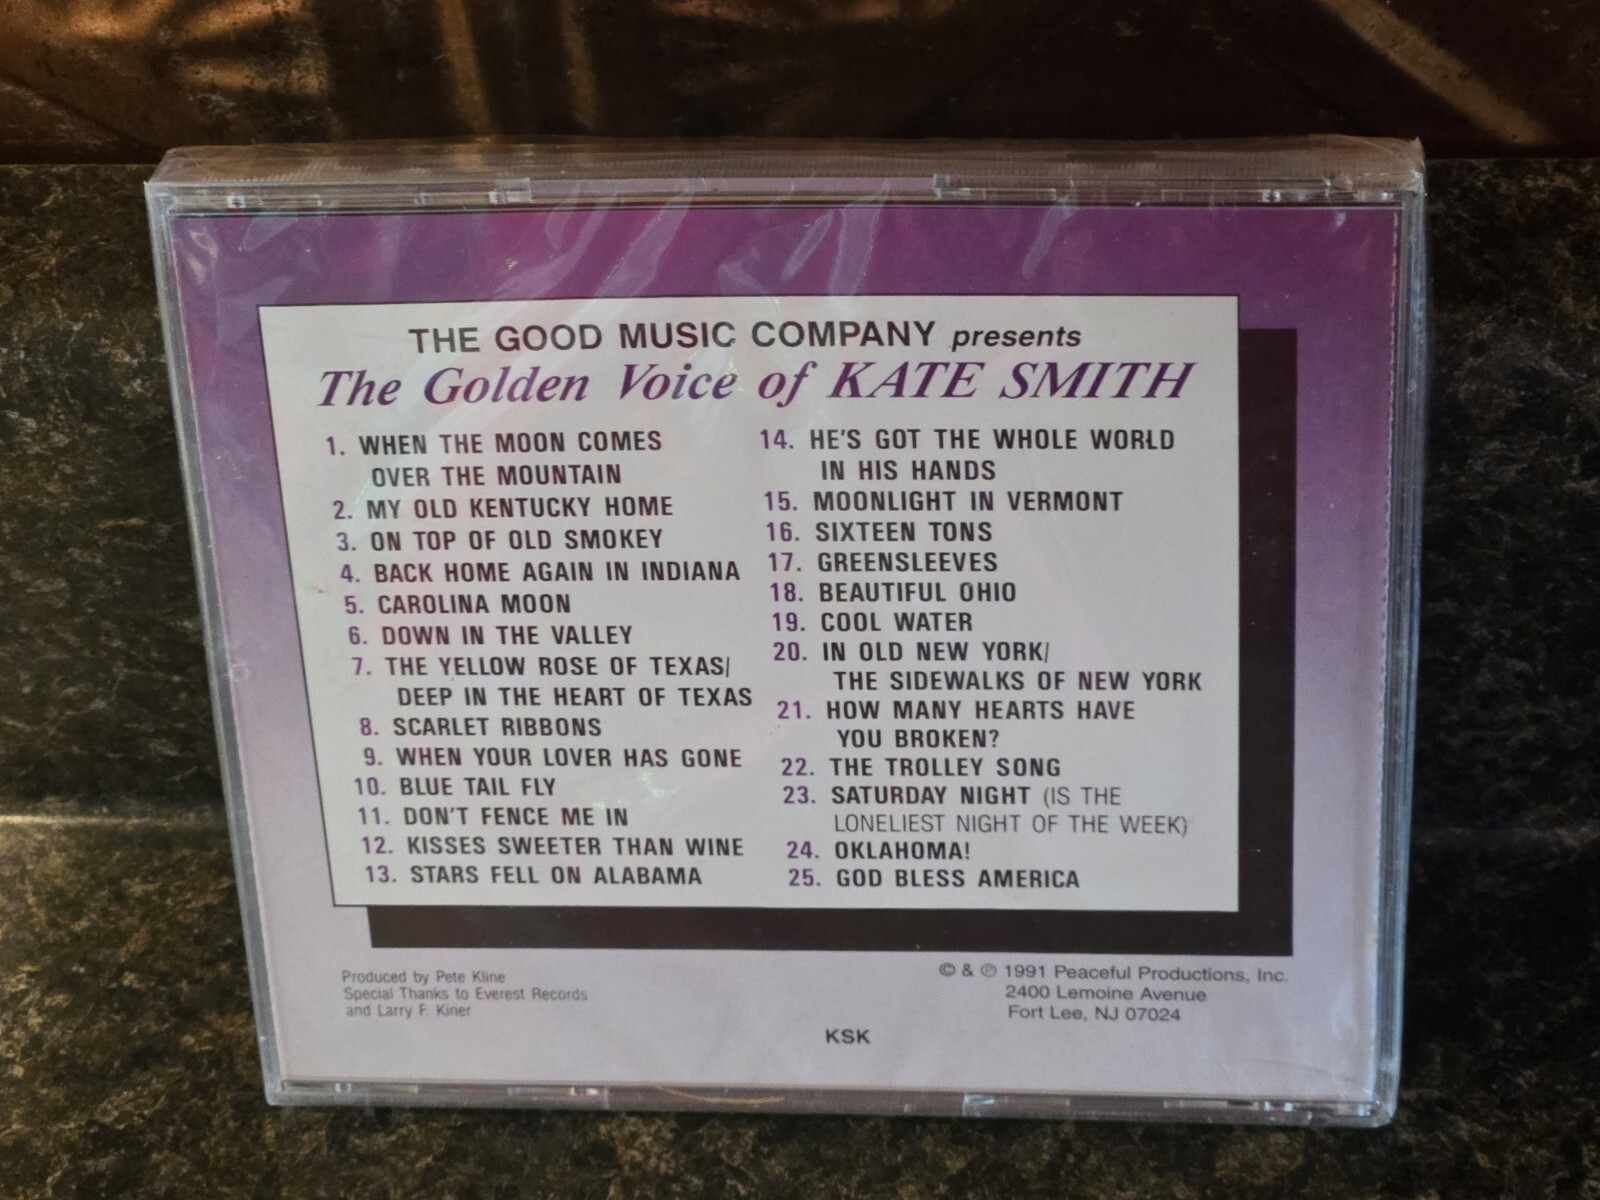 THE GOOD MUSIC COMPANY presents
The Golden Voice of KATE SMITH
1. WHEN THE MOON COMES
OVER THE MOUNTAIN
2. MY OLD KENTUCKY HOME
3. ON TOP OF OLD SMOKEY
4. BACK HOME AGAIN IN INDIANA
5. CAROLINA MOON
6. DOWN IN THE VALLEY
7. THE YELLOW ROSE OF TEXAS/
DEEP IN THE HEART OF TEXAS
8. SCARLET RIBBONS
9. WHEN YOUR LOVER HAS GONE
10. BLUE TAIL FLY
11. DON'T FENCE ME IN
12. KISSES SWEETER THAN WINE
13. STARS FELL ON ALABAMA
14. HE'S GOT THE WHOLE WORLD
IN HIS HANDS
15. MOONLIGHT IN VERMONT
16. SIXTEEN TONS
17. GREENSLEEVES
18. BEAUTIFUL OHIO
19. COOL WATER
20. IN OLD NEW YORK/
THE SIDEWALKS OF NEW YORK
21. HOW MANY HEARTS HAVE
YOU BROKEN?
22. THE TROLLEY SONG
23. SATURDAY NIGHT (IS THE
LONELIEST NIGHT OF THE WEEK)
24. OKLAHOMA!
25. GOD BLESS AMERICA
Produced by Pete Kline
Special Thanks to Everest Records
and Larry F. Kiner
© & ℗ 1991 Peaceful Productions, Inc.
2400 Lemoine Avenue
Fort Lee, NJ 07024
KSK